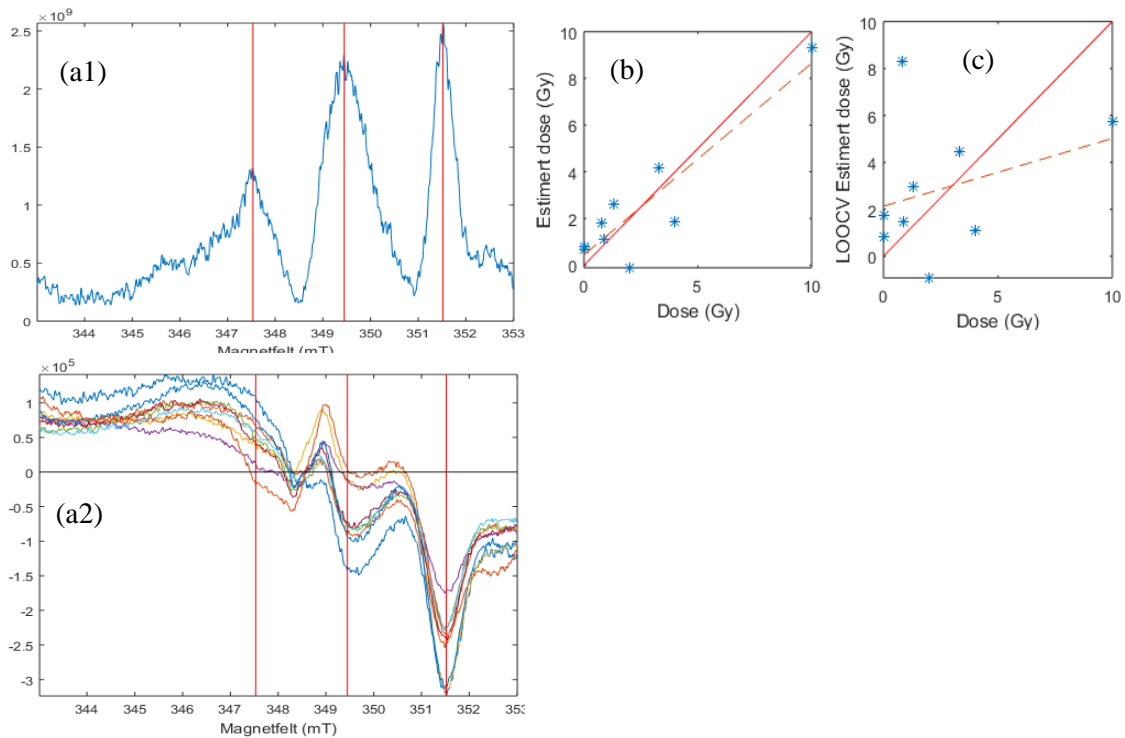 ×10⁹
2.5
2
1.5
1
0.5
0
(a1)
344 345 346 347 348 349 350 351 352 353
Magnetfelt (mT)
10
8
6
4
2
0
(b)
Estimert dose (Gy)
0 5 10
Dose (Gy)
10
8
6
4
2
0
(c)
LOOCV Estimert dose (Gy)
0 5 10
Dose (Gy)
×10⁵
1
0.5
0
-0.5
-1
-1.5
-2
-2.5
-3
(a2)
344 345 346 347 348 349 350 351 352 353
Magnetfelt (mT)